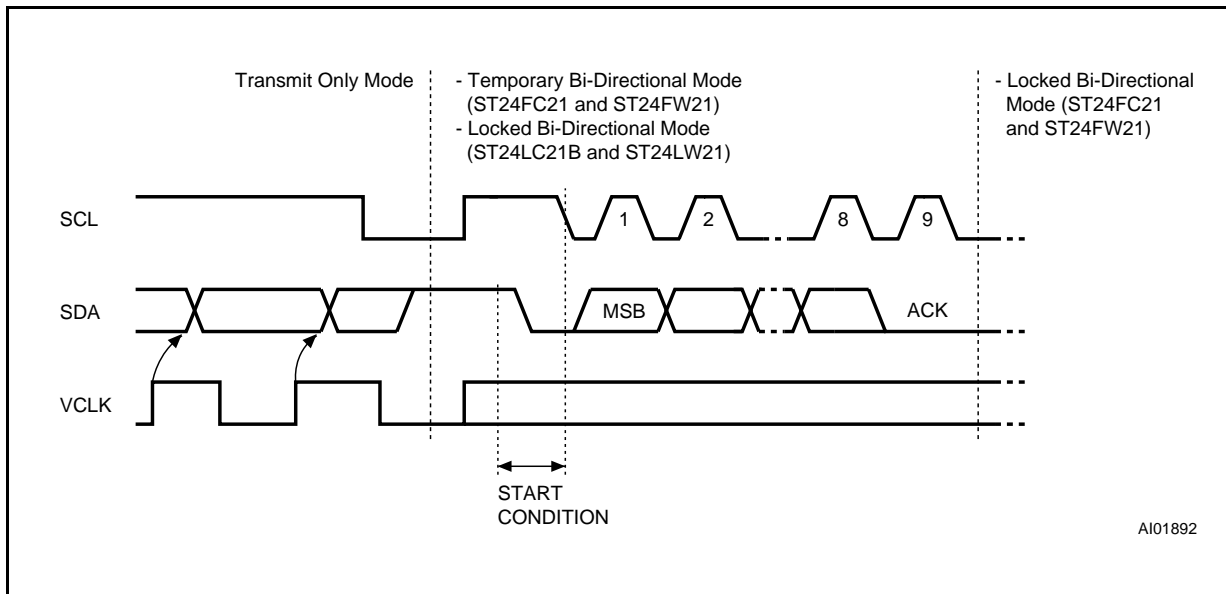 Transmit Only Mode
- Temporary Bi-Directional Mode
(ST24FC21 and ST24FW21)
- Locked Bi-Directional Mode
(ST24LC21B and ST24LW21)
- Locked Bi-Directional
Mode (ST24FC21
and ST24FW21)
SCL
1
2
8
9
SDA
MSB
ACK
VCLK
START
CONDITION
AI01892